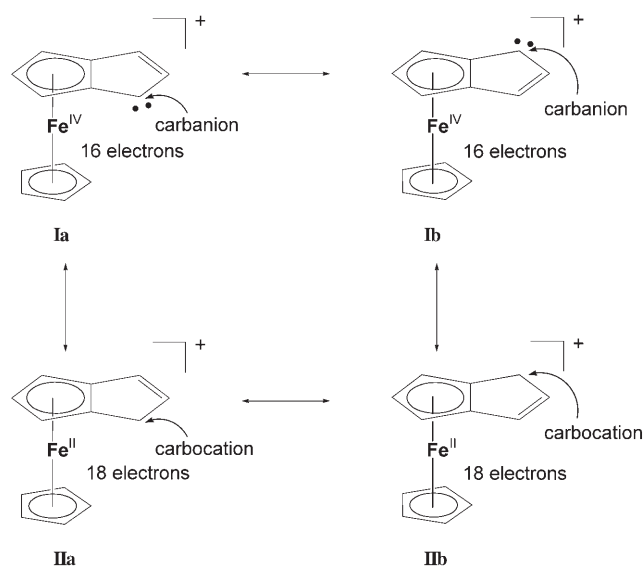 +
+
carbanion
carbanion
Fe^IV
16 electrons
Fe^IV
16 electrons
Ia
Ib
+
+
carbocation
carbocation
Fe^II
18 electrons
Fe^II
18 electrons
IIa
IIb